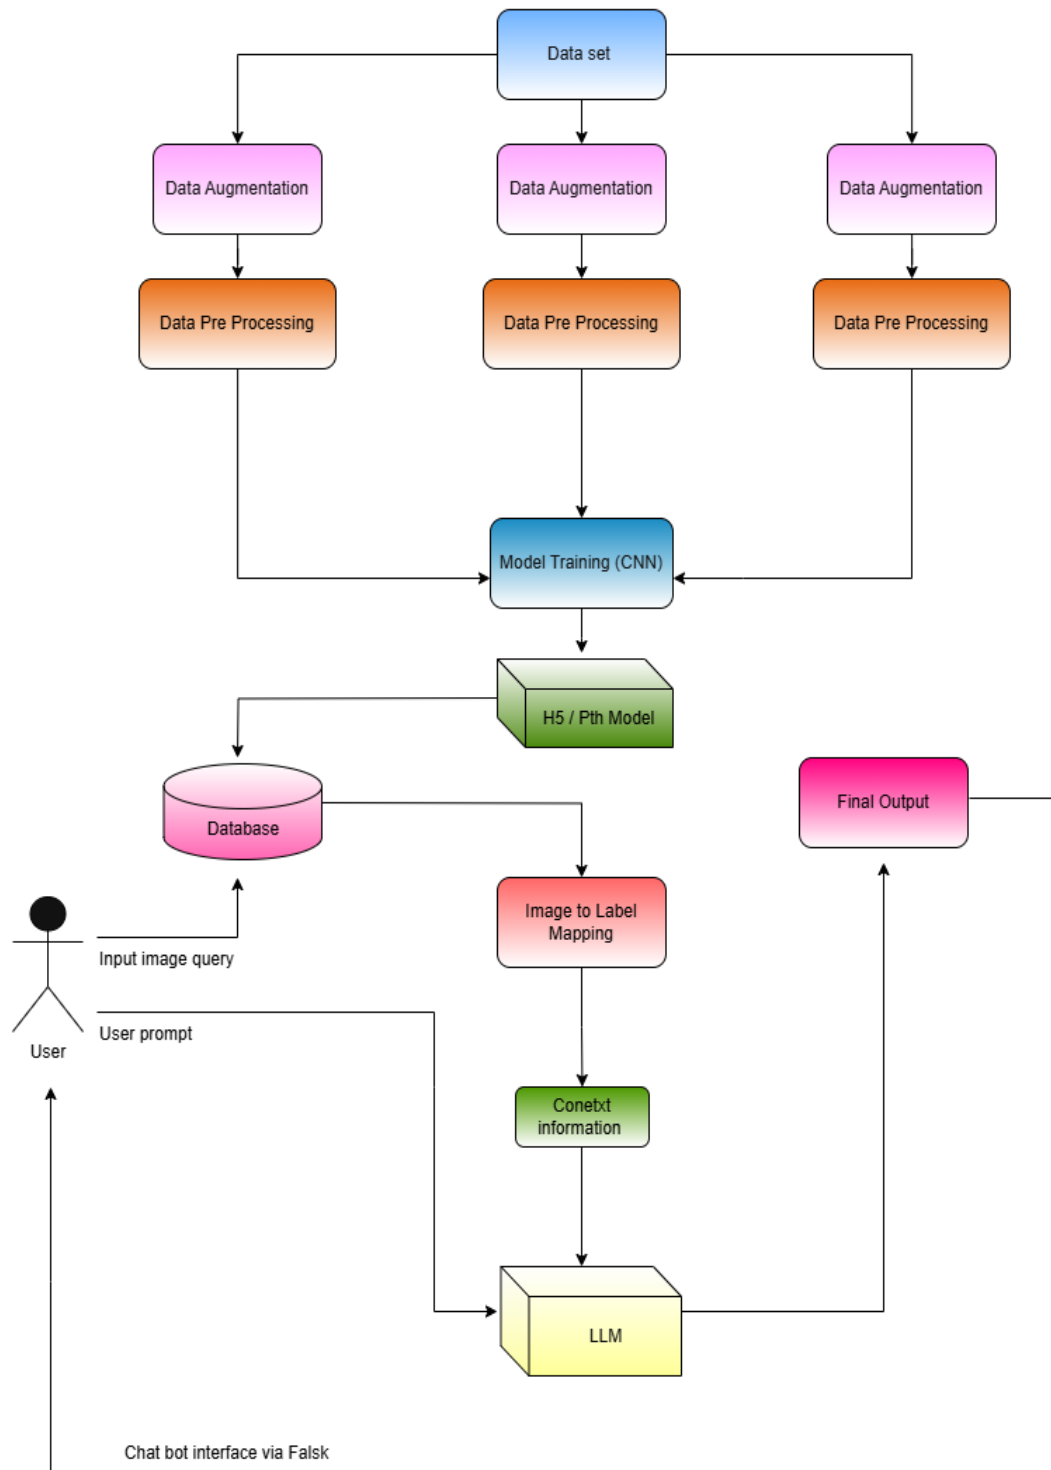 Data set
Data Augmentation
Data Augmentation
Data Augmentation
Data Pre Processing
Data Pre Processing
Data Pre Processing
Model Training (CNN)
H5 / Pth Model
Final Output
Database
Image to Label
Mapping
Input image query
User prompt
User
Conetxt
information
LLM
Chat bot interface via Falsk